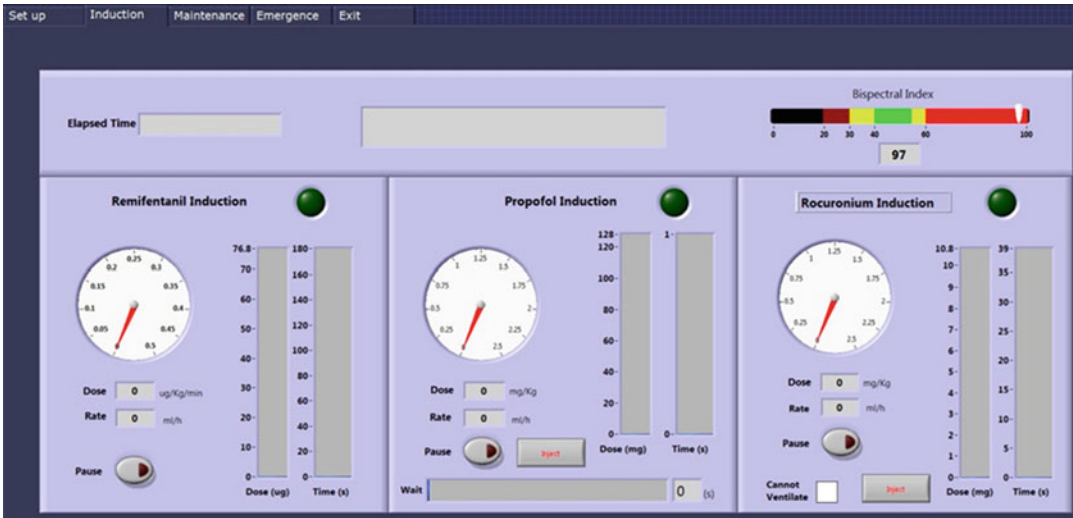 Set up Induction Maintenance Emergence Exit
Bispectral Index
Elapsed Time
0 20 30 40 60 100
97
Remifentanil Induction
0 0.05 0.1 0.15 0.2 0.25 0.3 0.35 0.4 0.45 0.5
76.8 70 60 50 40 30 20 10 0
180 160 140 120 100 80 60 40 20 0
Dose 0 ug/Kg/min
Rate 0 ml/h
Pause
Dose (ug) Time (s)
Propofol Induction
0 0.25 0.5 0.75 1 1.25 1.5 1.75 2 2.25 2.5
128 120 100 80 60 40 20 0
1 0
Dose 0 mg/Kg
Rate 0 ml/h
Pause Inject
Dose (mg) Time (s)
Wait 0 (s)
Rocuronium Induction
0 0.25 0.5 0.75 1 1.25 1.5 1.75 2 2.25 2.5
10.8 10 9 8 7 6 5 4 3 2 1 0
39 35 30 25 20 15 10 5 0
Dose 0 mg/Kg
Rate 0 ml/h
Pause
Cannot
Ventilate
Inject
Dose (mg) Time (s)